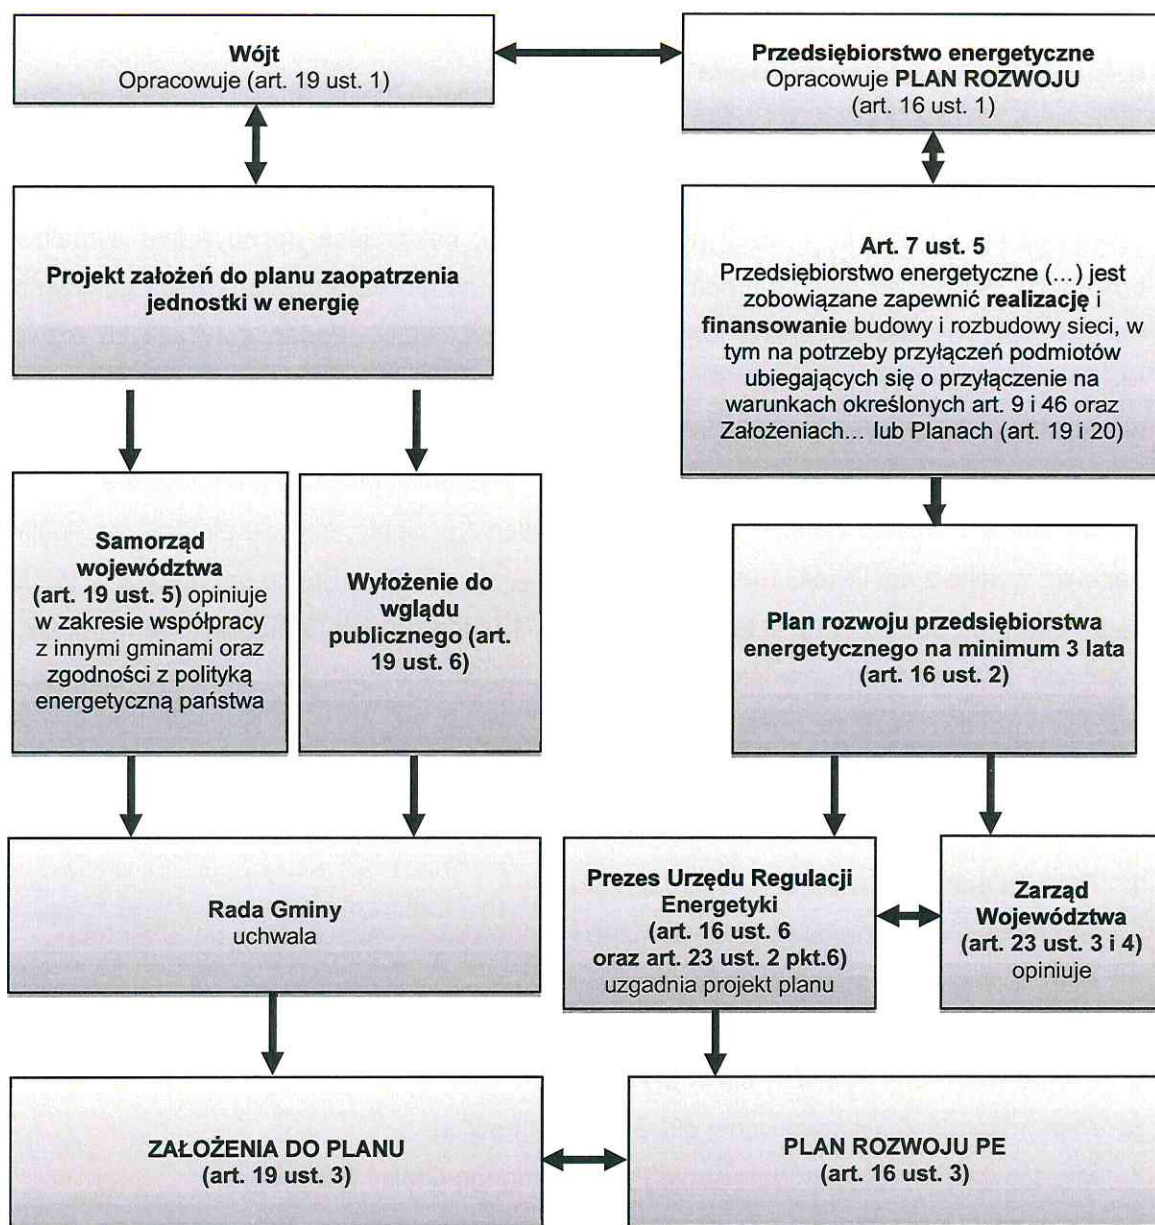 Wójt
Opracowuje (art. 19 ust. 1)
Przedsiębiorstwo energetyczne
Opracowuje PLAN ROZWOJU
(art. 16 ust. 1)
Projekt założeń do planu zaopatrzenia
jednostki w energię
Art. 7 ust. 5
Przedsiębiorstwo energetyczne (...) jest
zobowiązane zapewnić realizację i
finansowanie budowy i rozbudowy sieci, w
tym na potrzeby przyłączeń podmiotów
ubiegających się o przyłączenie na
warunkach określonych art. 9 i 46 oraz
Założeniach... lub Planach (art. 19 i 20)
Samorząd
województwa
(art. 19 ust. 5) opiniuje
w zakresie współpracy
z innymi gminami oraz
zgodności z polityką
energetyczną państwa
Wyłożenie do
wglądu
publicznego (art.
19 ust. 6)
Plan rozwoju przedsiębiorstwa
energetycznego na minimum 3 lata
(art. 16 ust. 2)
Rada Gminy
uchwala
Prezes Urzędu Regulacji
Energetyki
(art. 16 ust. 6
oraz art. 23 ust. 2 pkt.6)
uzgadnia projekt planu
Zarząd
Województwa
(art. 23 ust. 3 i 4)
opiniuje
ZAŁOŻENIA DO PLANU
(art. 19 ust. 3)
PLAN ROZWOJU PE
(art. 16 ust. 3)